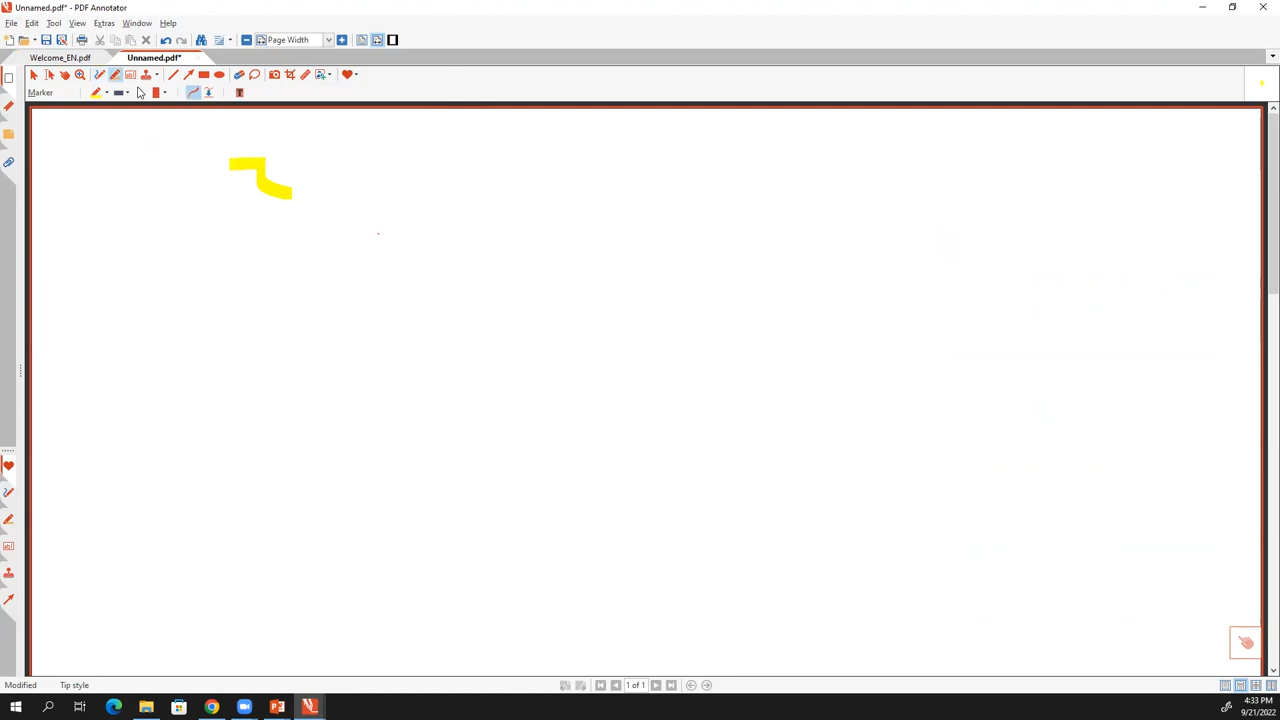 Unnamed.pdf* - PDF Annotator
File Edit Tool View Extras Window Help
Page Width
Welcome_EN.pdf Unnamed.pdf*
Marker
Modified Tip style 1 of 1
4:33 PM
9/21/2022